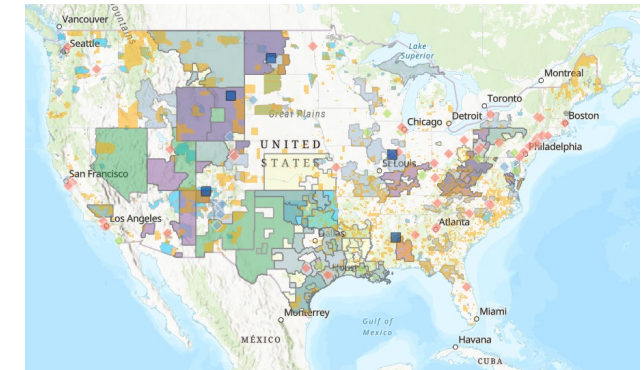 Vancouver
Seattle
Mountains
Lake
Superior
Montreal
Great Plains
Toronto
Chicago
Detroit
Boston
UNITED
STATES
Philadelphia
San Francisco
St Louis
Los Angeles
Atlanta
Dallas
Monterrey
Gulf of
Mexico
Miami
MÉXICO
Havana
CUBA